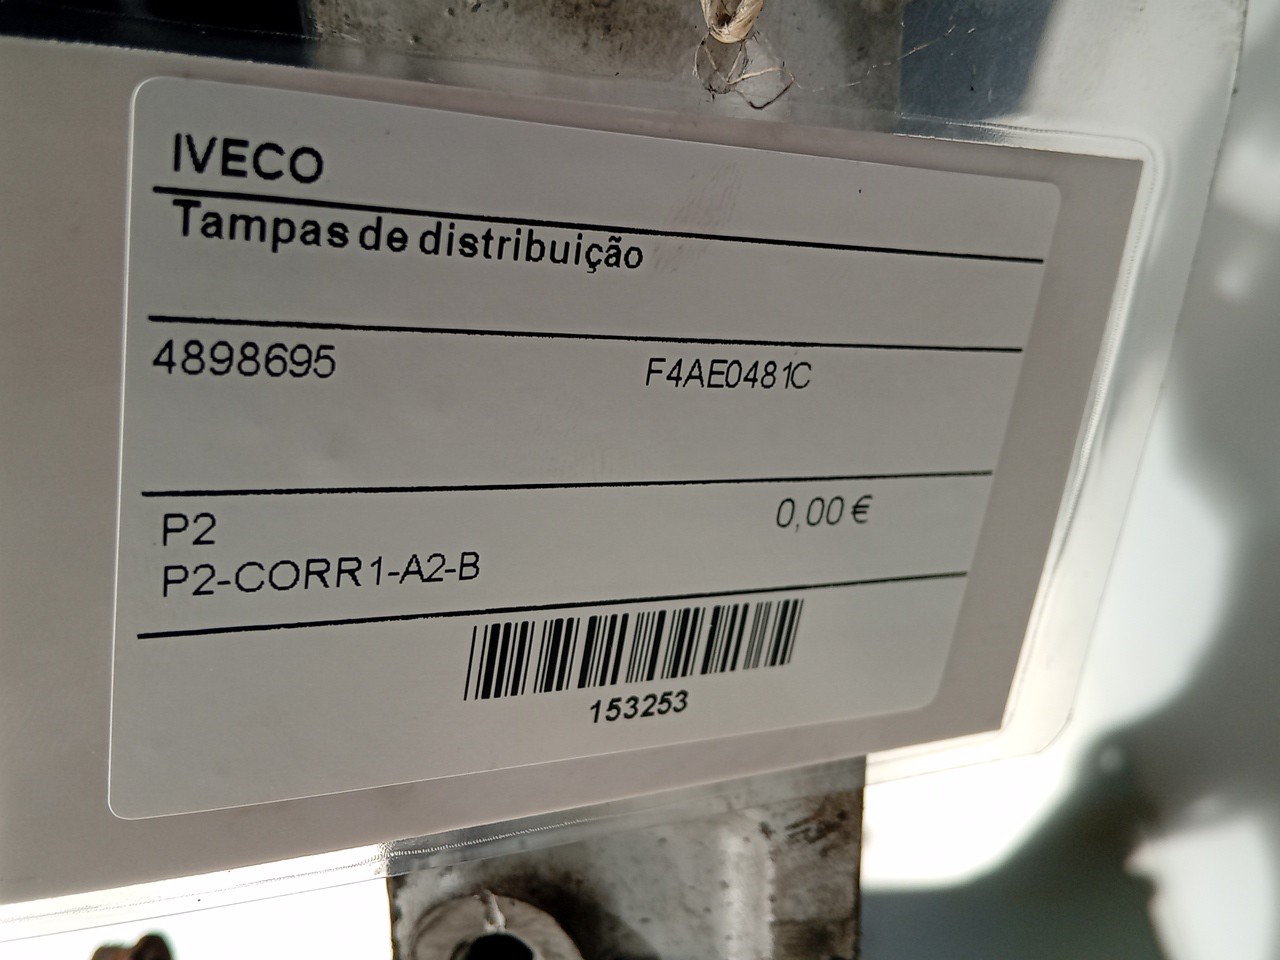 IVECO
Tampas de distribuição
4898695 F4AE0481C
P2 0,00 €
P2-CORR1-A2-B
153253